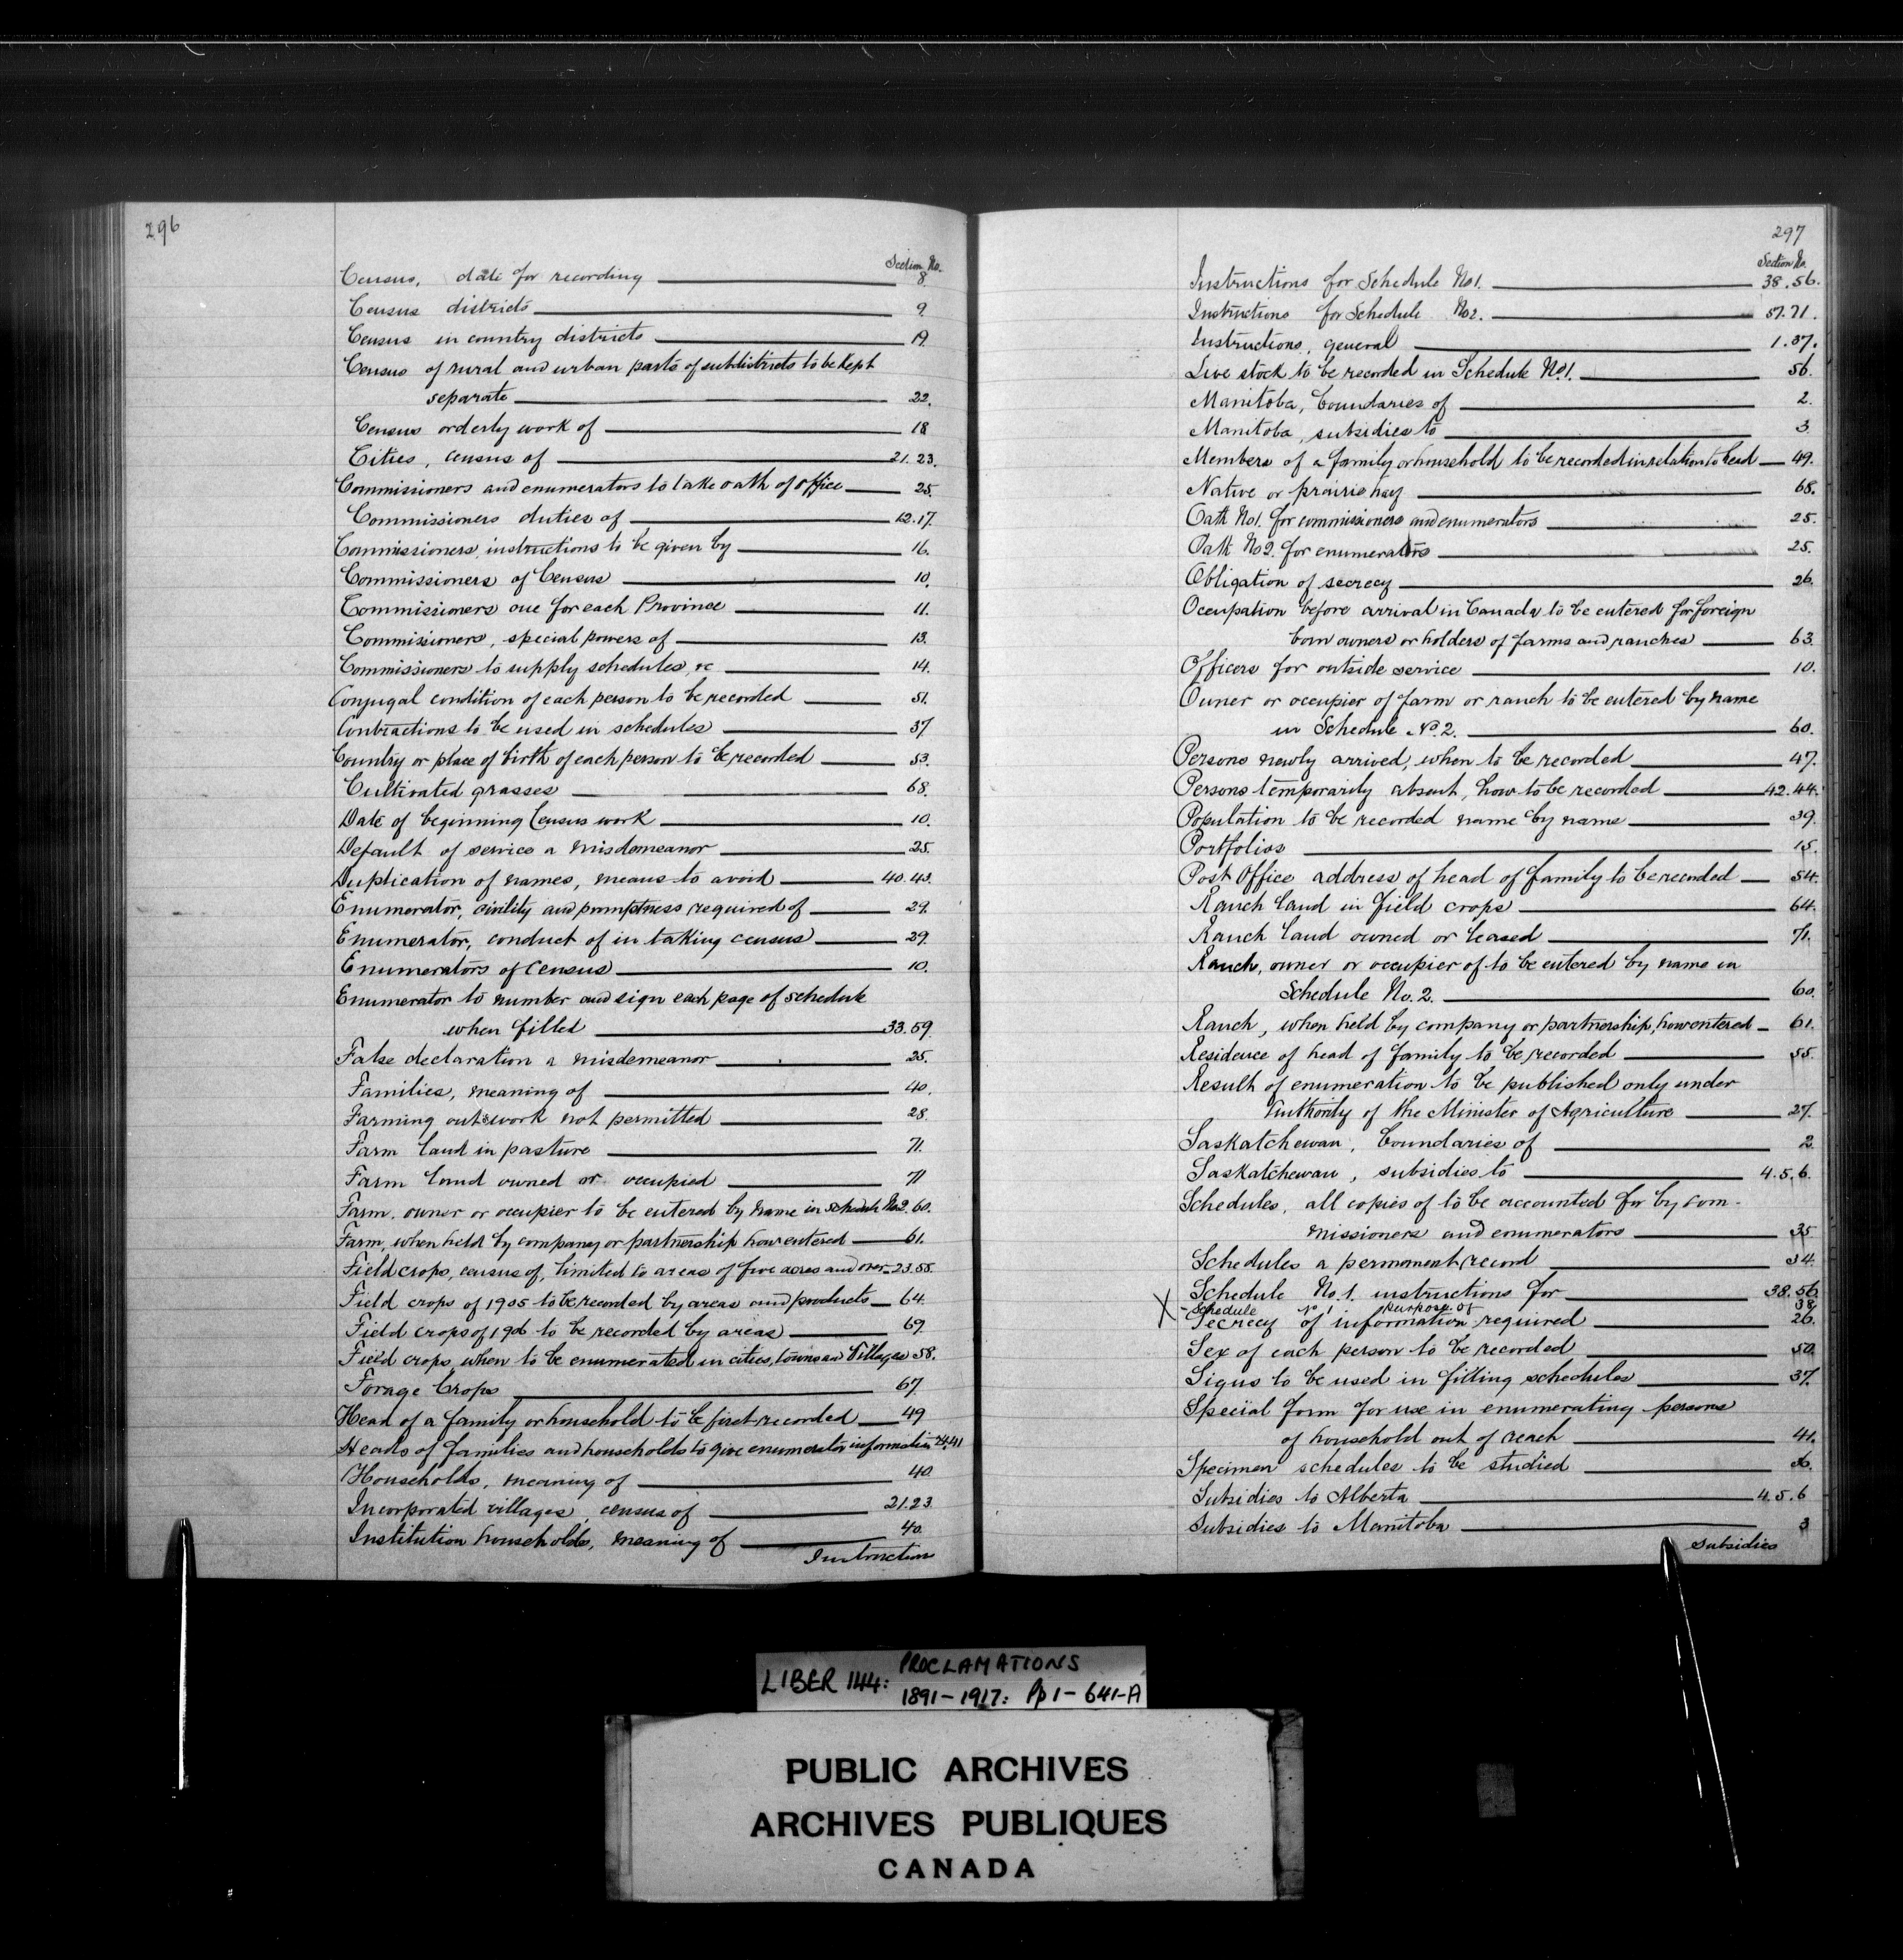 296
Section No.
Census, date for recording 8.
Census districts 9.
Census in country districts 19.
Census of rural and urban parts of subdistricts to be kept
separate 22.
Census orderly work of 18
Cities, census of 21.23.
Commissioners and enumerators to take oath of office 25.
Commissioners duties of 12.17.
Commissioners, instructions to be given by 16.
Commissioners of Census 10.
Commissioners one for each Province 11.
Commissioners, special powers of 13.
Commissioners to supply schedules, &c 14.
Conjugal condition of each person to be recorded 51.
Contractions to be used in schedules 37
Country or place of birth of each person to be recorded 53.
Cultivated grasses 68.
Date of beginning Census work 10.
Default of service a misdemeanor 25.
Duplication of names, means to avoid 40.43.
Enumerator, civility and promptness required of 29.
Enumerator, conduct of in taking census 29.
Enumerators of Census 10.
Enumerator to number and sign each page of schedule
when filled 33.59.
False declaration a misdemeanor 25.
Families, meaning of 40.
Farming out work not permitted 28.
Farm land in pasture 71.
Farm land owned or occupied 71
Farm, owner or occupier to be entered by name in schedule No2. 60.
Farm, when held by company or partnership how entered 61.
Field crops, census of, limited to areas of five acres and over 23.58.
Field crops of 1905 to be recorded by areas and products 64.
Field crops of 1906 to be recorded by areas 69.
Field crops, when to be enumerated in cities, towns and Villages 58.
Forage Crops 67.
Head of a family or household to be first recorded 49
Heads of families and households to give enumerator information 24.41
Households, meaning of 40.
Incorporated villages, census of 21.23.
Institution households, meaning of 40.
Instruction
297
Section No.
Instructions for Schedule No1. 38.56.
Instructions for Schedule No2. 57.71.
Instructions, general 1.37.
Live stock to be recorded in Schedule No.1. 56.
Manitoba, boundaries of 2.
Manitoba, subsidies to 3.
Members of a family or household to be recorded in relation to head 49.
Native or prairie hay 68.
Oath No1. for commissioners and enumerators 25.
Oath No2. for enumerators 25.
Obligation of secrecy 26.
Occupation before arrival in Canada to be entered for foreign
born owners or holders of farms and ranches 63.
Officers for outside service 10.
Owner or occupier of farm or ranch to be entered by name
in Schedule No. 2. 60.
Persons newly arrived, when to be recorded 47.
Persons temporarily absent, how to be recorded 42.44.
Population to be recorded name by name 39.
Portfolios 15.
Post Office address of head of family to be recorded 54.
Ranch land in field crops 64.
Ranch land owned or leased 71.
Ranch, owner or occupier of to be entered by name in
Schedule No. 2. 60.
Ranch, when held by company or partnership, how entered 61.
Residence of head of family to be recorded 55.
Result of enumeration to be published only under
Authority of the Minister of Agriculture 27.
Saskatchewan, boundaries of 2.
Saskatchewan, subsidies to 4.5.6.
Schedules, all copies of to be accounted for by com-
missioners and enumerators 35
Schedules a permanent record 34.
Schedule No.1. instructions for 38.56.
X - Schedule No 1 purpose of 38
Secrecy of information required 26.
Sex of each person to be recorded 50.
Signs to be used in filling schedules 37.
Special form for use in enumerating persons
of household out of reach 41.
Specimen schedules to be studied
Subsidies to Alberta 4.5.6
Subsidies to Manitoba 3
Subsidies
LIBER 144: PROCLAMATIONS
1891-1917: Pp 1-641-A
PUBLIC ARCHIVES
ARCHIVES PUBLIQUES
CANADA